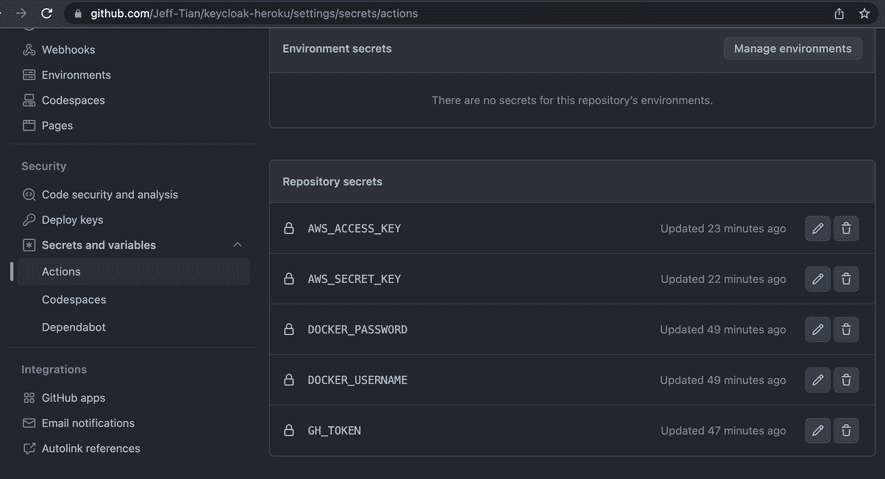 github.com/Jeff-Tian/keycloak-heroku/settings/secrets/actions
Webhooks
Environments
Codespaces
Pages
Security
Code security and analysis
Deploy keys
Secrets and variables
Actions
Codespaces
Dependabot
Integrations
GitHub apps
Email notifications
Autolink references
Environment secrets
Manage environments
There are no secrets for this repository's environments.
Repository secrets
AWS_ACCESS_KEY Updated 23 minutes ago
AWS_SECRET_KEY Updated 22 minutes ago
DOCKER_PASSWORD Updated 49 minutes ago
DOCKER_USERNAME Updated 49 minutes ago
GH_TOKEN Updated 47 minutes ago